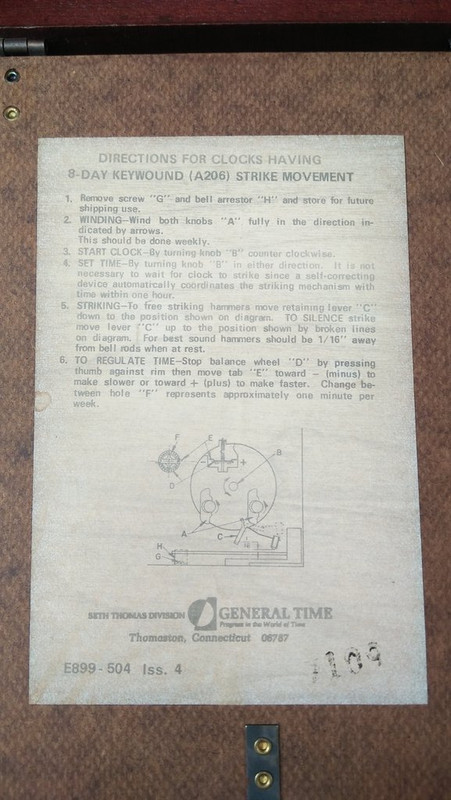 DIRECTIONS FOR CLOCKS HAVING
8-DAY KEYWOUND (A206) STRIKE MOVEMENT
1. Remove screw "G" and bell arrestor "H" and store for future
shipping use.
2. WINDING—Wind both knobs "A" fully in the direction in-
dicated by arrows.
This should be done weekly.
3. START CLOCK—By turning knob "B" counter clockwise.
4. SET TIME—By turning knob "B" in either direction. It is not
necessary to wait for clock to strike since a self-correcting
device automatically coordinates the striking mechanism with
time within one hour.
5. STRIKING—To free striking hammers move retaining lever "C"
down to the position shown on diagram. TO SILENCE strike
move lever "C" up to the position shown by broken lines
on diagram. For best sound hammers should be 1/16" away
from bell rods when at rest.
6. TO REGULATE TIME—Stop balance wheel "D" by pressing
thumb against rim then move tab "E" toward – (minus) to
make slower or toward + (plus) to make faster. Change be-
tween hole "F" represents approximately one minute per
week.
F
E
B
– +
D
A
C
H
G
SETH THOMAS DIVISION GENERAL TIME
Progress in the World of Time
Thomaston, Connecticut 06787
E899-504 Iss. 4